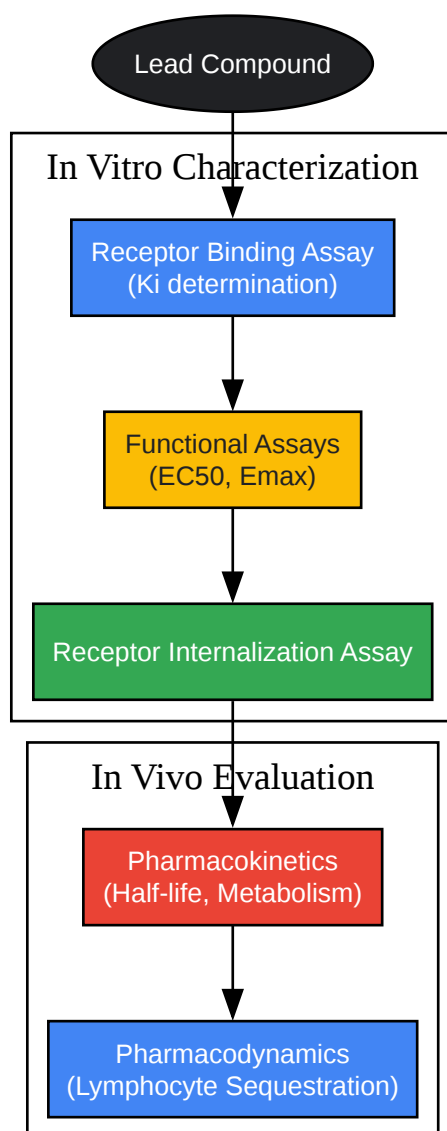 Lead Compound
In Vitro Characterization
Receptor Binding Assay
(Ki determination)
Functional Assays
(EC50, Emax)
Receptor Internalization Assay
In Vivo Evaluation
Pharmacokinetics
(Half-life, Metabolism)
Pharmacodynamics
(Lymphocyte Sequestration)